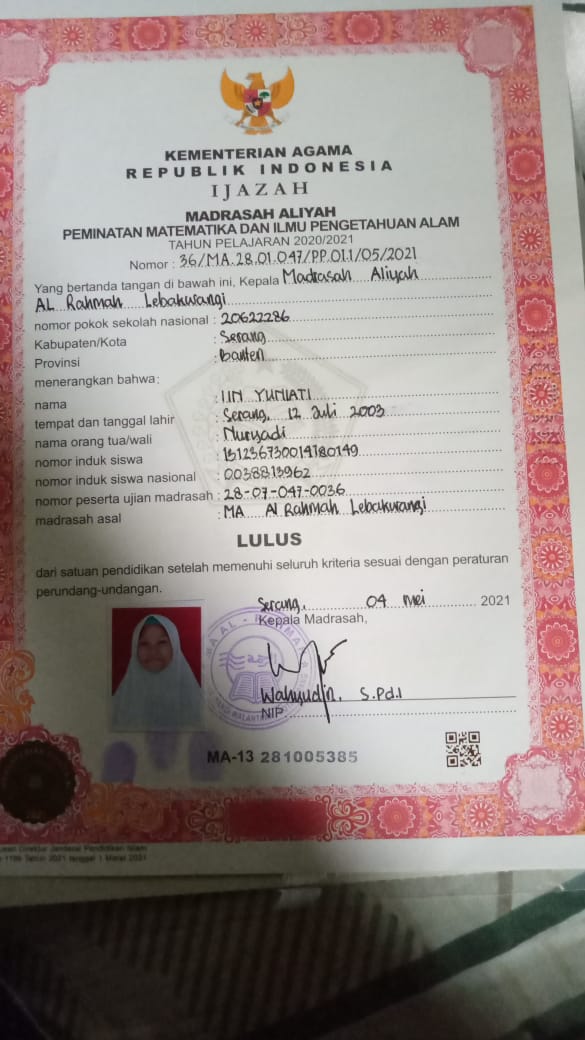 KEMENTERIAN AGAMA
REPUBLIK INDONESIA
IJAZAH
MADRASAH ALIYAH
PEMINATAN MATEMATIKA DAN ILMU PENGETAHUAN ALAM
TAHUN PELAJARAN 2020/2021
Nomor : 36/MA.28.01.047/PP.01.1/05/2021
Yang bertanda tangan di bawah ini, Kepala Madrasah Aliyah
AL Rahmah Lebakwangi
nomor pokok sekolah nasional : 20622286
Kabupaten/Kota : Serang
Provinsi : Banten
menerangkan bahwa:
nama : IIN YUNIATI
tempat dan tanggal lahir : Serang, 12 Juli 2003
nama orang tua/wali : Nuryadi
nomor induk siswa : 131236730014180149
nomor induk siswa nasional : 0038813962
nomor peserta ujian madrasah : 28-07-047-0036
madrasah asal : MA Al Rahmah Lebakwangi
LULUS
dari satuan pendidikan setelah memenuhi seluruh kriteria sesuai dengan peraturan
perundang-undangan.
Serang, 04 Mei 2021
Kepala Madrasah,
Wahyudin, S.Pd.I
NIP.
MA-13 281005385
Direktur Jenderal Pendidikan Islam
Tahun 2021 tanggal 1 Maret 2021